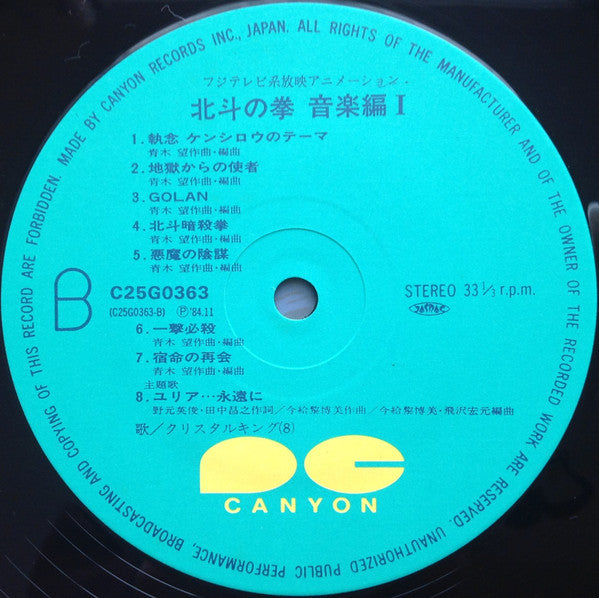 MADE BY CANYON RECORDS INC., JAPAN. ALL RIGHTS OF THE MANUFACTURER AND OF THE OWNER OF THE RECORDED WORK ARE RESERVED. UNAUTHORIZED PUBLIC PERFORMANCE, BROADCASTING AND COPYING OF THIS RECORD ARE FORBIDDEN.
フジテレビ系放映アニメーション・
北斗の拳 音楽編 I
1. 執念 ケンシロウのテーマ
青木 望作曲・編曲
2. 地獄からの使者
青木 望作曲・編曲
3. GOLAN
青木 望作曲・編曲
4. 北斗暗殺拳
青木 望作曲・編曲
5. 悪魔の陰謀
青木 望作曲・編曲
B
C25G0363
(C25G0363-B) Ⓟ '84.11
STEREO 33 1/3 r.p.m.
JASRAC
6. 一撃必殺
青木 望作曲・編曲
7. 宿命の再会
青木 望作曲・編曲
主題歌
8. ユリア…永遠に
野元英俊・田中昌之作詞/今給黎博美作曲/今給黎博美・飛沢宏元編曲
歌/クリスタルキング(8)
CANYON